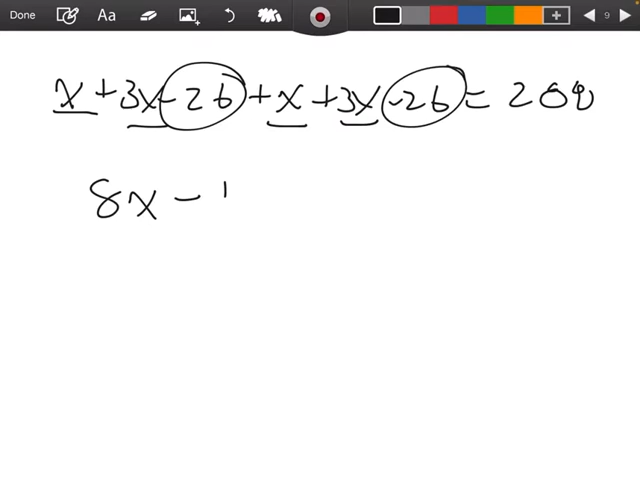 Done Aa 9
x + 3x - 26 + x + 3x - 26 = 208
8x - 1